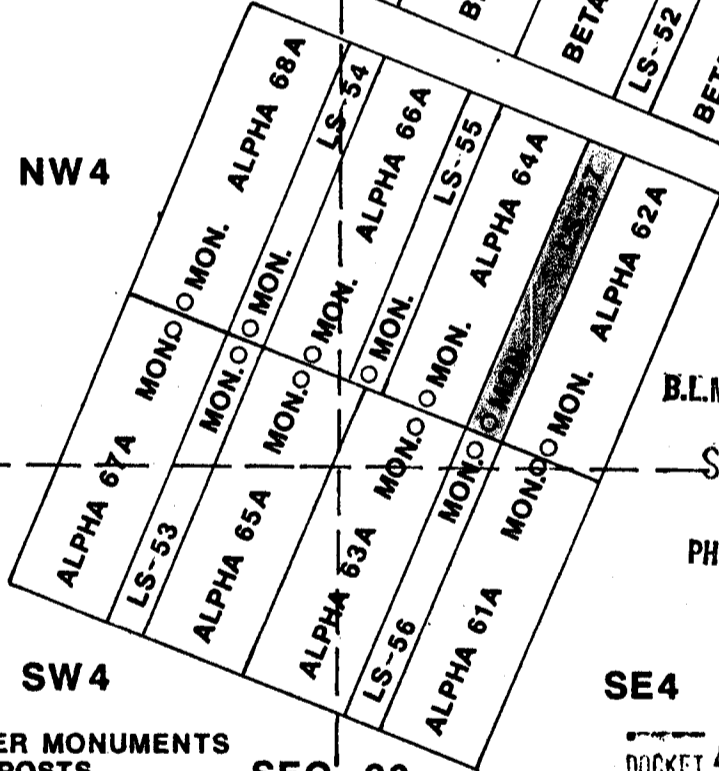 BETA
LS-52
ALPHA 68A
LS-54
ALPHA 66A
LS-55
ALPHA 64A
LS-57
ALPHA 62A
NW4
MON.
MON.
MON.
MON.
MON.
MON.
MON.
MON.
MON.
MON.
MON.
MON.
MON.
ALPHA 67A
LS-53
ALPHA 65A
ALPHA 63A
LS-56
ALPHA 61A
SW4
SE4
MONUMENTS
POSTS
DOCKET